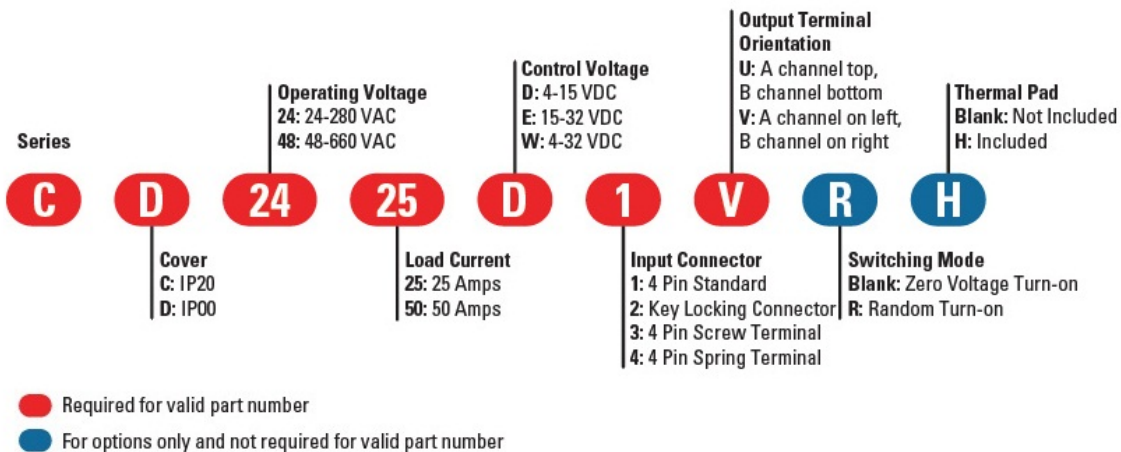 Output Terminal
Orientation
U: A channel top,
B channel bottom
V: A channel on left,
B channel on right
Control Voltage
D: 4-15 VDC
E: 15-32 VDC
W: 4-32 VDC
Operating Voltage
24: 24-280 VAC
48: 48-660 VAC
Thermal Pad
Blank: Not Included
H: Included
Series
C D 24 25 D 1 V R H
Cover
C: IP20
D: IP00
Load Current
25: 25 Amps
50: 50 Amps
Input Connector
1: 4 Pin Standard
2: Key Locking Connector
3: 4 Pin Screw Terminal
4: 4 Pin Spring Terminal
Switching Mode
Blank: Zero Voltage Turn-on
R: Random Turn-on
Required for valid part number
For options only and not required for valid part number